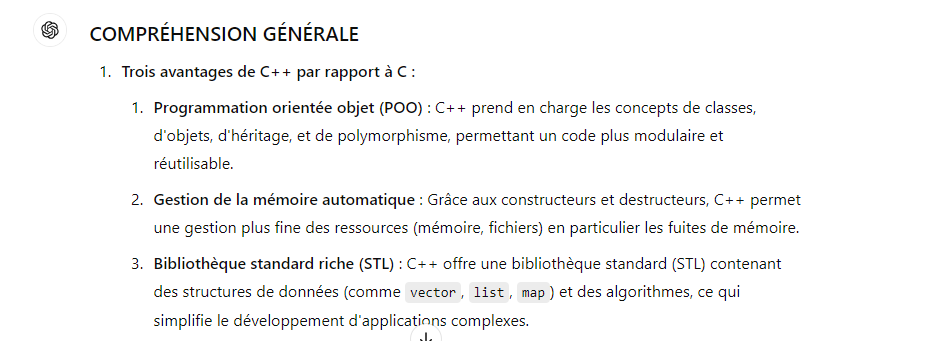 COMPRÉHENSION GÉNÉRALE
1. Trois avantages de C++ par rapport à C :
1. Programmation orientée objet (POO) : C++ prend en charge les concepts de classes,
d'objets, d'héritage, et de polymorphisme, permettant un code plus modulaire et
réutilisable.
2. Gestion de la mémoire automatique : Grâce aux constructeurs et destructeurs, C++ permet
une gestion plus fine des ressources (mémoire, fichiers) en particulier les fuites de mémoire.
3. Bibliothèque standard riche (STL) : C++ offre une bibliothèque standard (STL) contenant
des structures de données (comme vector, list, map) et des algorithmes, ce qui
simplifie le développement d'applications complexes.